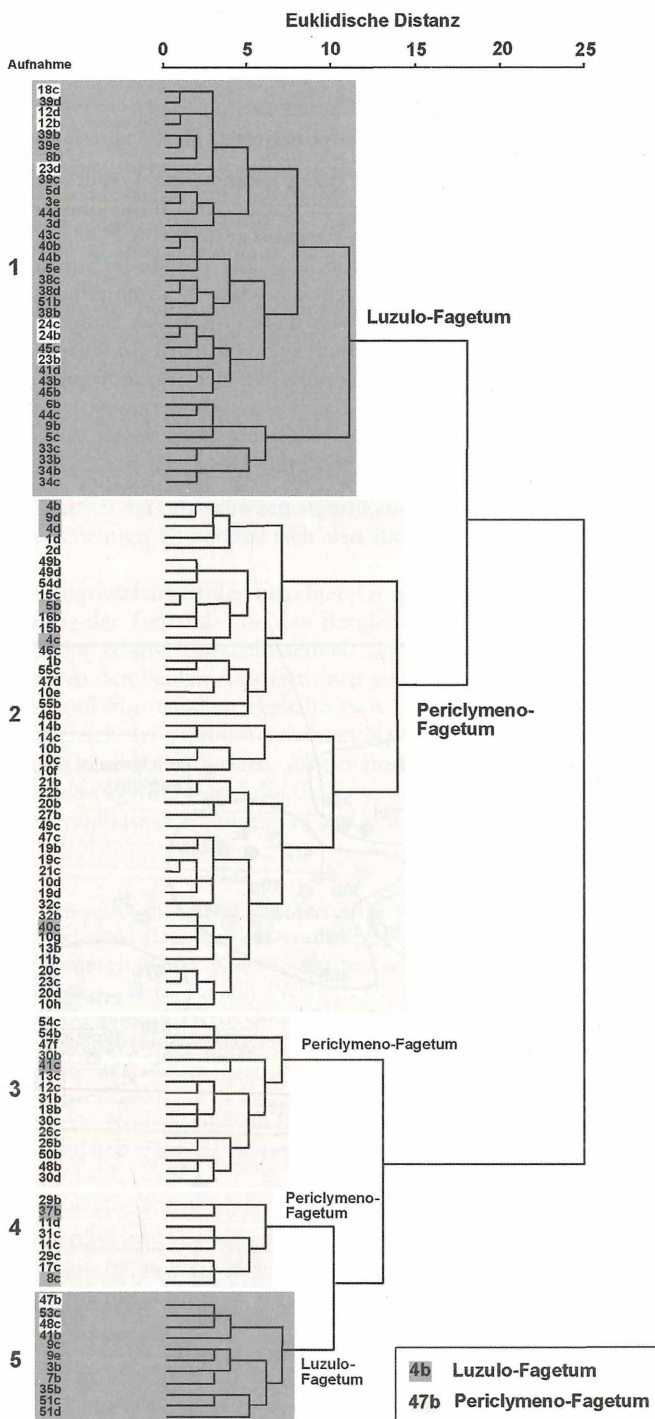 Euklidische Distanz
0 5 10 15 20 25
Aufnahme
18c
39d
12d
12b
39b
39e
8b
23d
39c
5d
3e
44d
3d
43c
40b
44b
5e
38c
38d
51b
38b
24c
24b
45c
23b
41d
43b
45b
6b
44c
9b
5c
33c
33b
34b
34c
1
Luzulo-Fagetum
4b
9d
4d
1d
2d
49b
49d
54d
15c
5b
16b
15b
4c
46c
1b
55c
47d
10e
55b
46b
14b
14c
10b
10c
10f
21b
22b
20b
27b
49c
47c
19b
19c
21c
10d
19d
32c
32b
40c
10g
13b
11b
20c
23c
20d
10h
2
Periclymeno-
Fagetum
54c
54b
47f
30b
41c
13c
12c
31b
18b
30c
26c
26b
50b
48b
30d
3
Periclymeno-Fagetum
29b
37b
11d
31c
11c
29c
17c
8c
4
Periclymeno-
Fagetum
47b
53c
48c
41b
9c
9e
3b
7b
35b
51c
51d
5
Luzulo-
Fagetum
4b Luzulo-Fagetum
47b Periclymeno-Fagetum